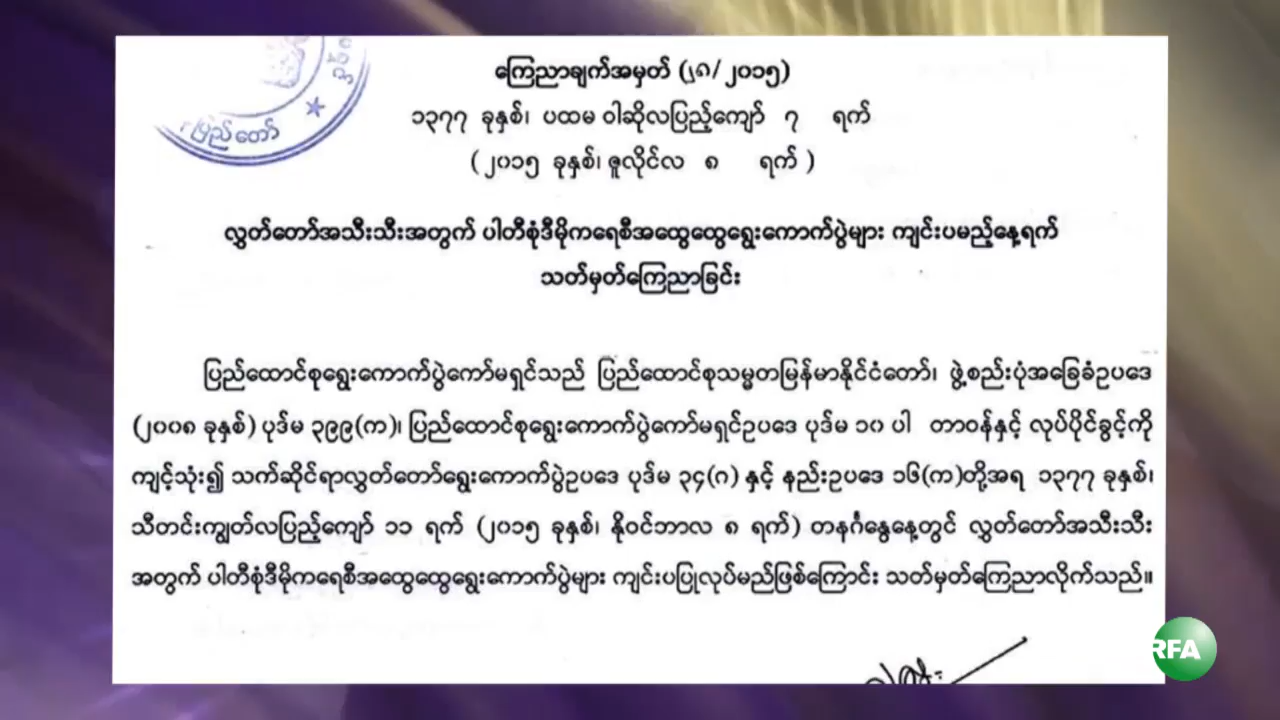 ပြည်တော်
ကြေညာချက်အမှတ် (၂၈/၂၀၁၅)
၁၃၇၇ ခုနှစ်၊ ပထမ ဝါဆိုလပြည့်ကျော် ၇ ရက်
(၂၀၁၅ ခုနှစ်၊ ဇူလိုင်လ ၈ ရက် )
လွှတ်တော်အသီးသီးအတွက် ပါတီစုံဒီမိုကရေစီအထွေထွေရွေးကောက်ပွဲများ ကျင်းပမည့်နေ့ရက်
သတ်မှတ်ကြေညာခြင်း
ပြည်ထောင်စုရွေးကောက်ပွဲကော်မရှင်သည် ပြည်ထောင်စုသမ္မတမြန်မာနိုင်ငံတော်၊ ဖွဲ့စည်းပုံအခြေခံဥပဒေ
(၂၀၀၈ ခုနှစ်) ပုဒ်မ ၃၉၉(က)၊ ပြည်ထောင်စုရွေးကောက်ပွဲကော်မရှင်ဥပဒေ ပုဒ်မ ၁၀ ပါ တာဝန်နှင့် လုပ်ပိုင်ခွင့်ကို
ကျင့်သုံး၍ သက်ဆိုင်ရာလွှတ်တော်ရွေးကောက်ပွဲဥပဒေ ပုဒ်မ ၃၄(ဂ) နှင့် နည်းဥပဒေ ၁၆(က)တို့အရ ၁၃၇၇ ခုနှစ်၊
သီတင်းကျွတ်လပြည့်ကျော် ၁၁ ရက် (၂၀၁၅ ခုနှစ်၊ နိုဝင်ဘာလ ၈ ရက်) တနင်္ဂနွေနေ့တွင် လွှတ်တော်အသီးသီး
အတွက် ပါတီစုံဒီမိုကရေစီအထွေထွေရွေးကောက်ပွဲများ ကျင်းပပြုလုပ်မည်ဖြစ်ကြောင်း သတ်မှတ်ကြေညာလိုက်သည်။
RFA